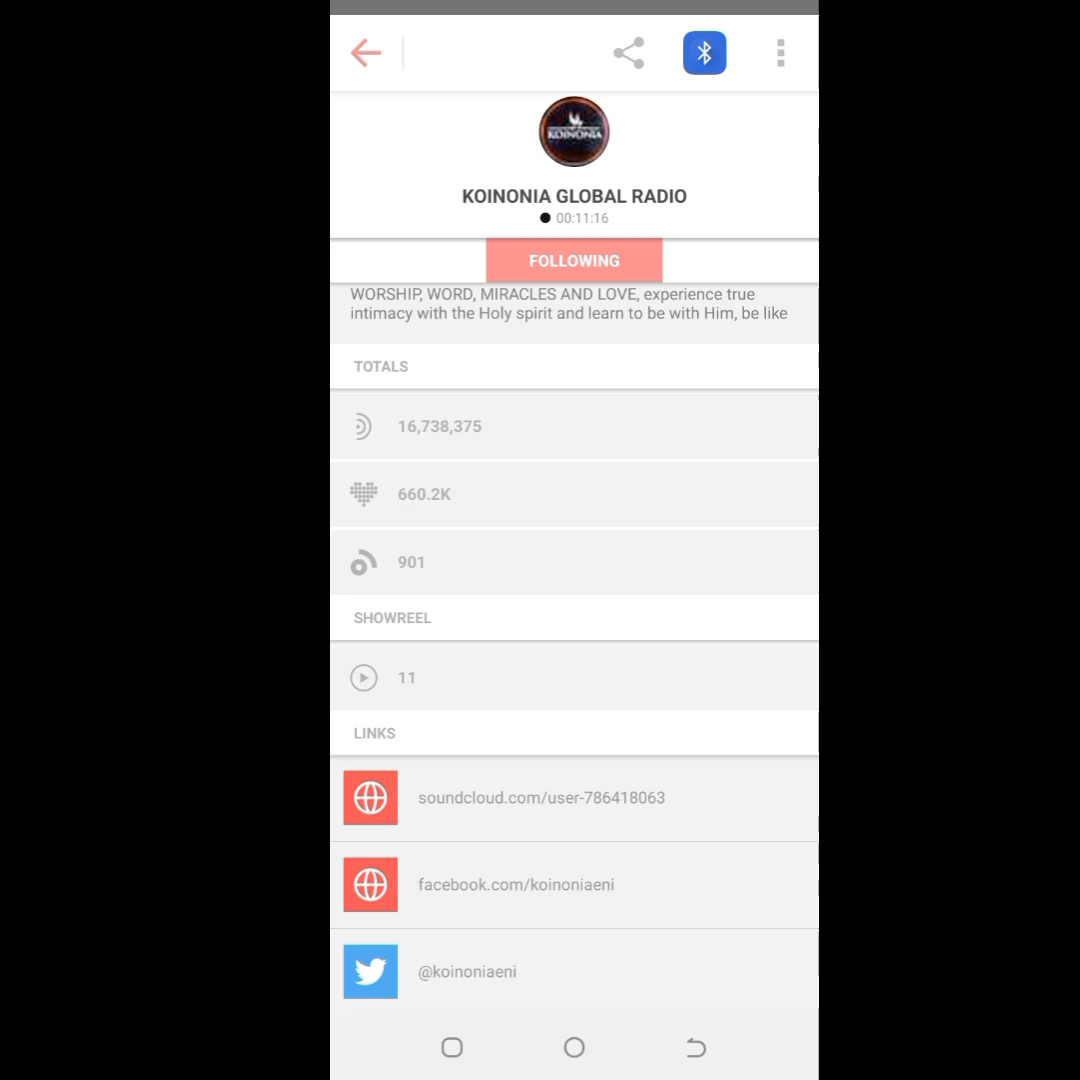 KOINONIA
KOINONIA GLOBAL RADIO
00:11:16
FOLLOWING
WORSHIP, WORD, MIRACLES AND LOVE, experience true
intimacy with the Holy spirit and learn to be with Him, be like
TOTALS
16,738,375
660.2K
901
SHOWREEL
11
LINKS
soundcloud.com/user-786418063
facebook.com/koinoniaeni
@koinoniaeni